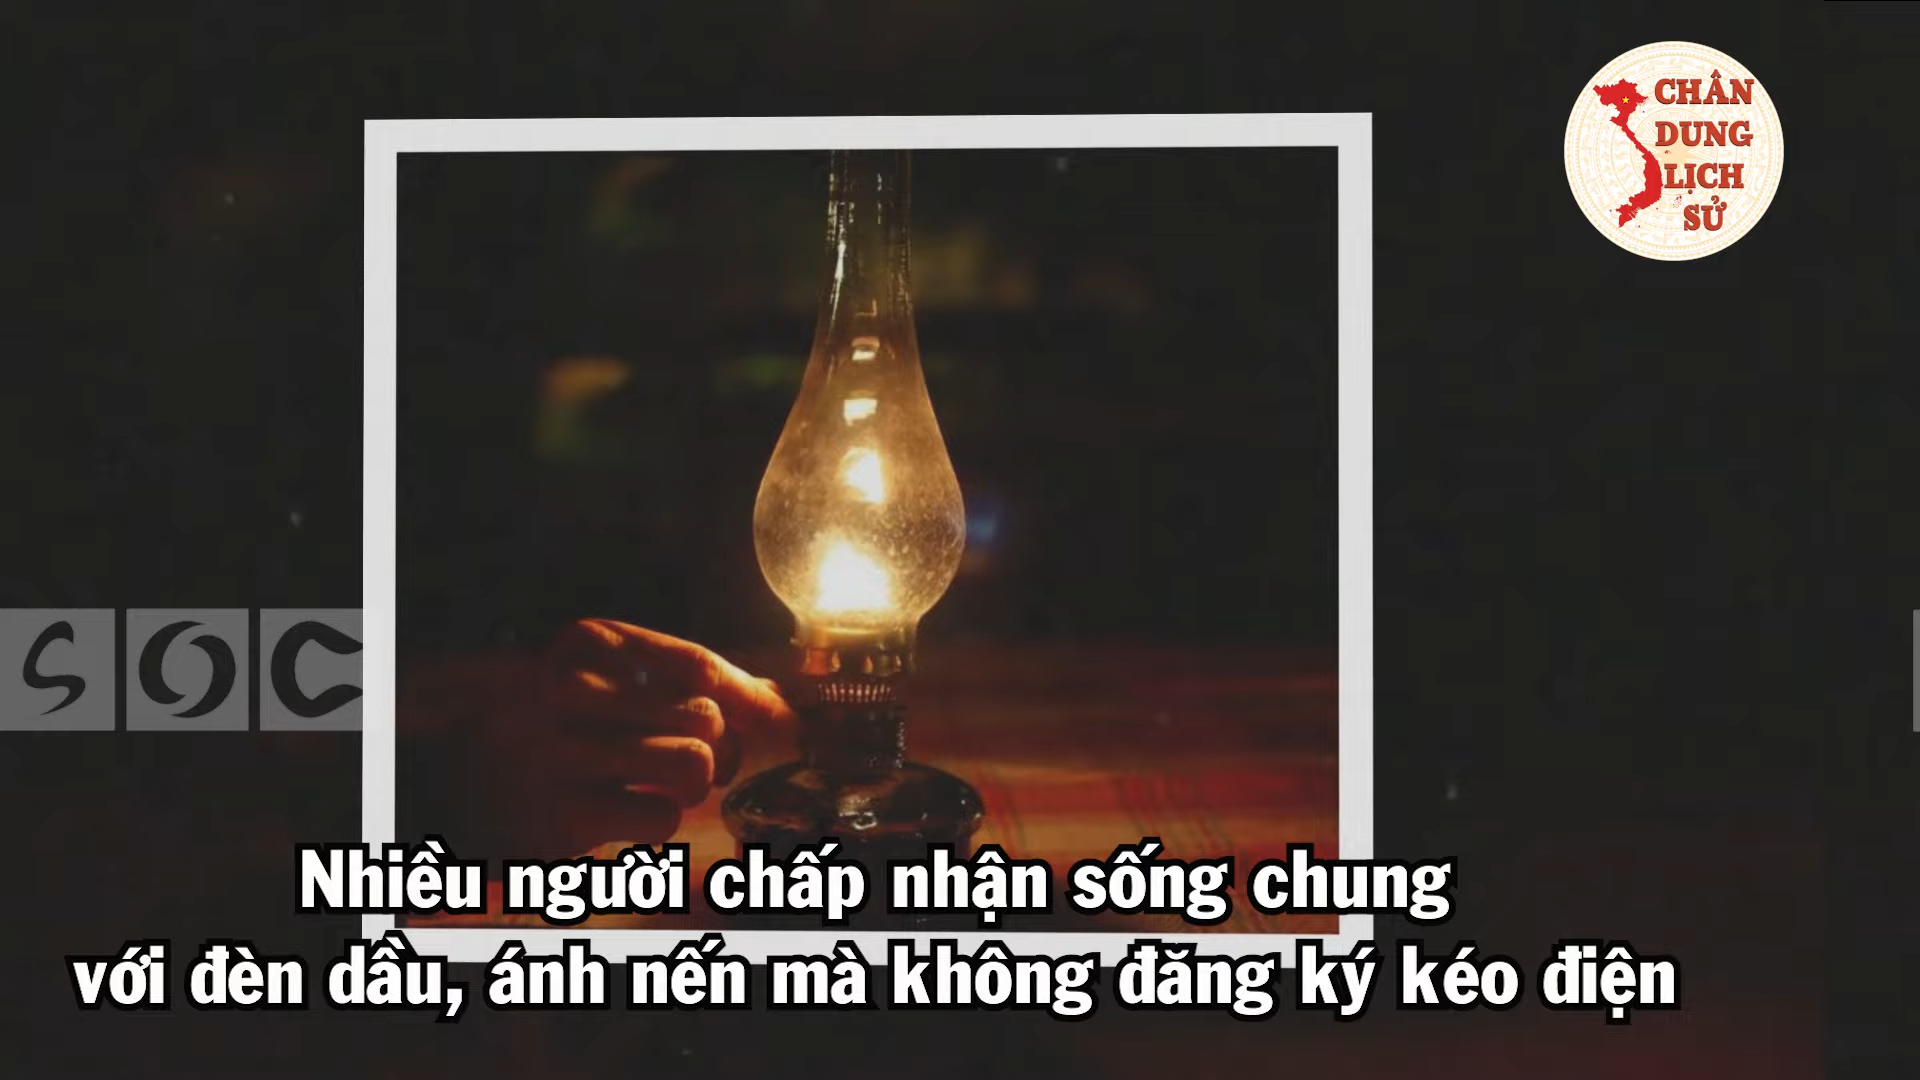 CHÂN
DUNG
LỊCH
SỬ
SOC
Nhiều người chấp nhận sống chung
với đèn dầu, ánh nến mà không đăng ký kéo điện